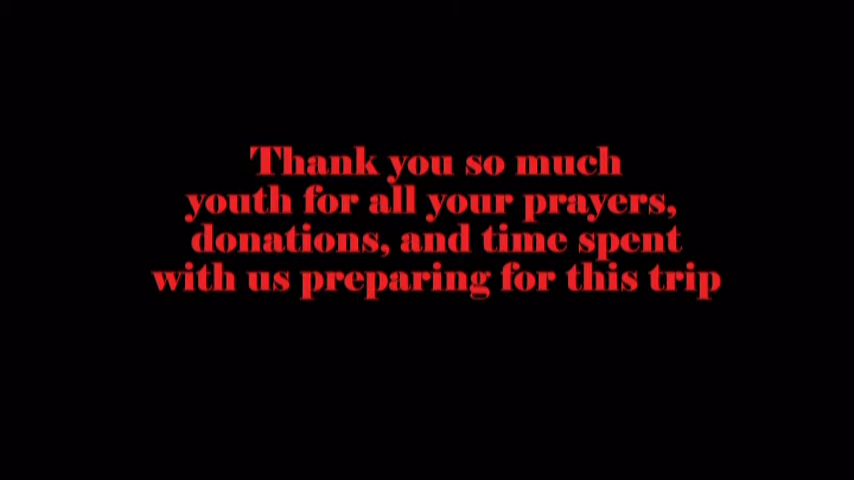 Thank you so much
youth for all your prayers,
donations, and time spent
with us preparing for this trip